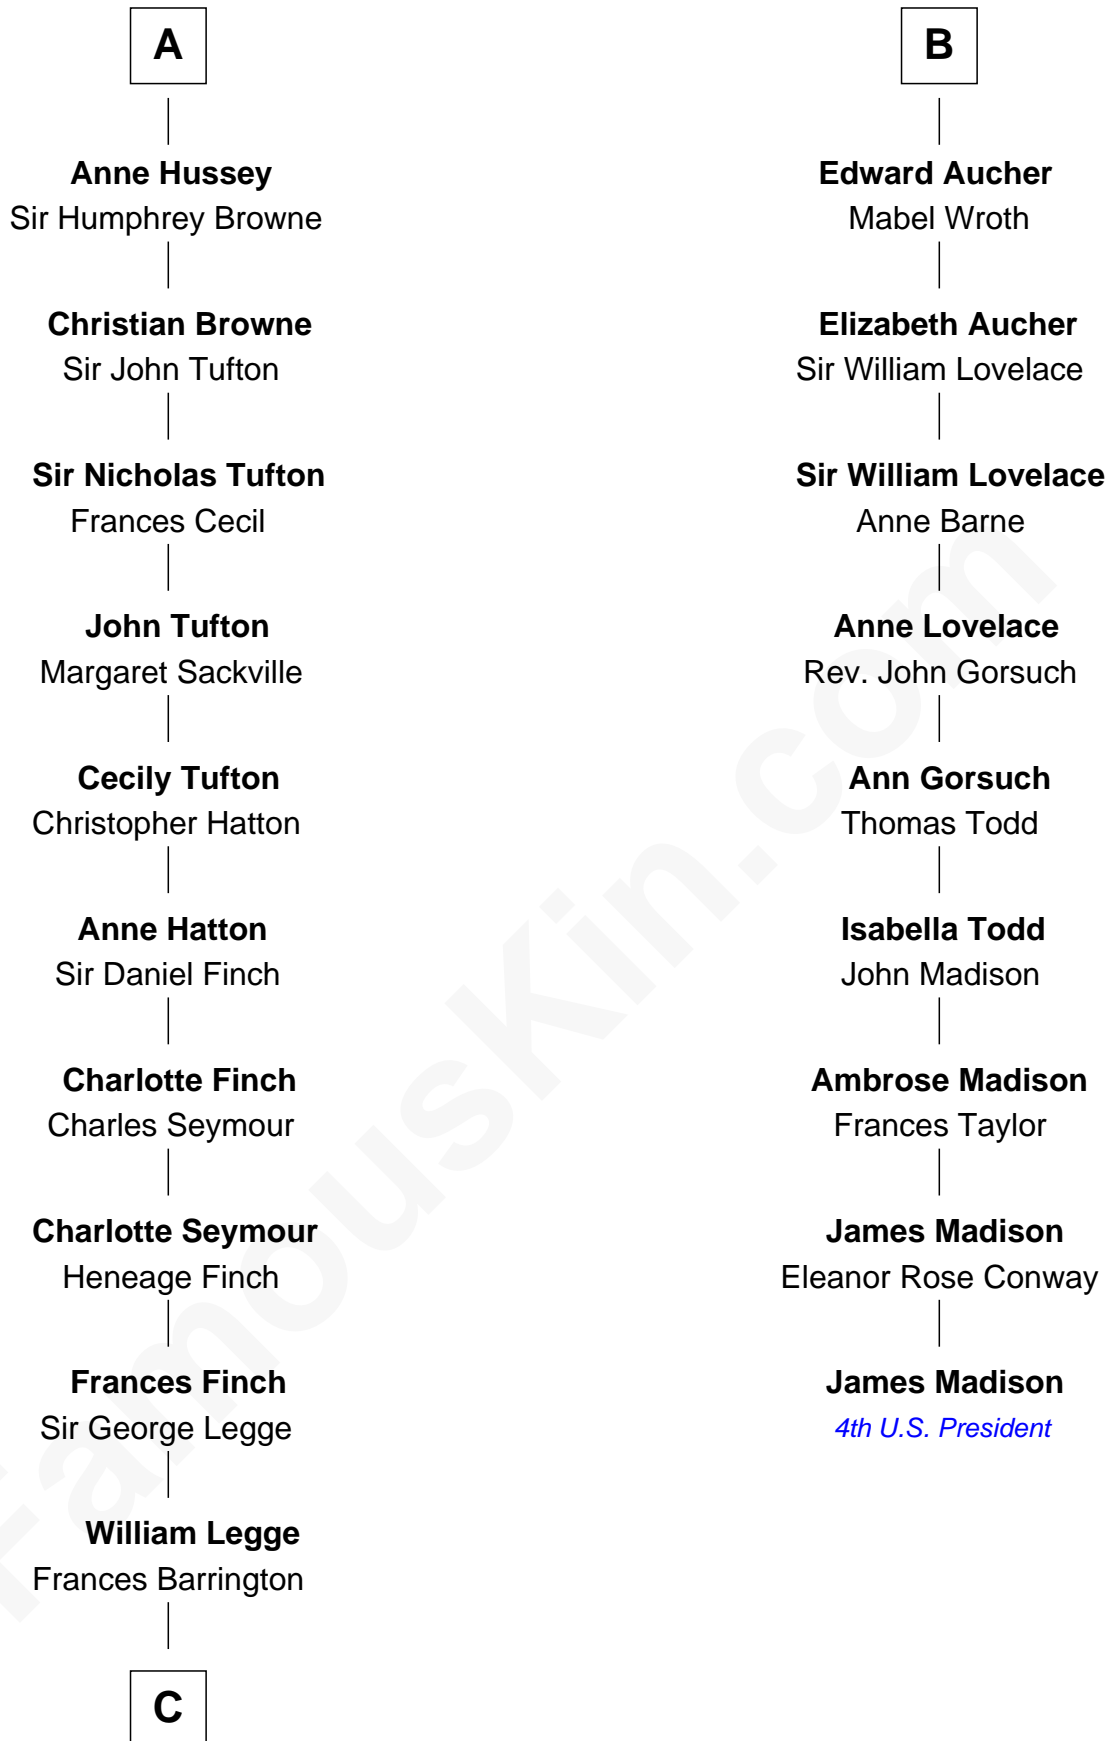 A
Anne Hussey
Sir Humphrey Browne
Christian Browne
Sir John Tufton
Sir Nicholas Tufton
Frances Cecil
John Tufton
Margaret Sackville
Cecily Tufton
Christopher Hatton
Anne Hatton
Sir Daniel Finch
Charlotte Finch
Charles Seymour
Charlotte Seymour
Heneage Finch
Frances Finch
Sir George Legge
William Legge
Frances Barrington
C
B
Edward Aucher
Mabel Wroth
Elizabeth Aucher
Sir William Lovelace
Sir William Lovelace
Anne Barne
Anne Lovelace
Rev. John Gorsuch
Ann Gorsuch
Thomas Todd
Isabella Todd
John Madison
Ambrose Madison
Frances Taylor
James Madison
Eleanor Rose Conway
James Madison
4th U.S. President
FamousKin.com